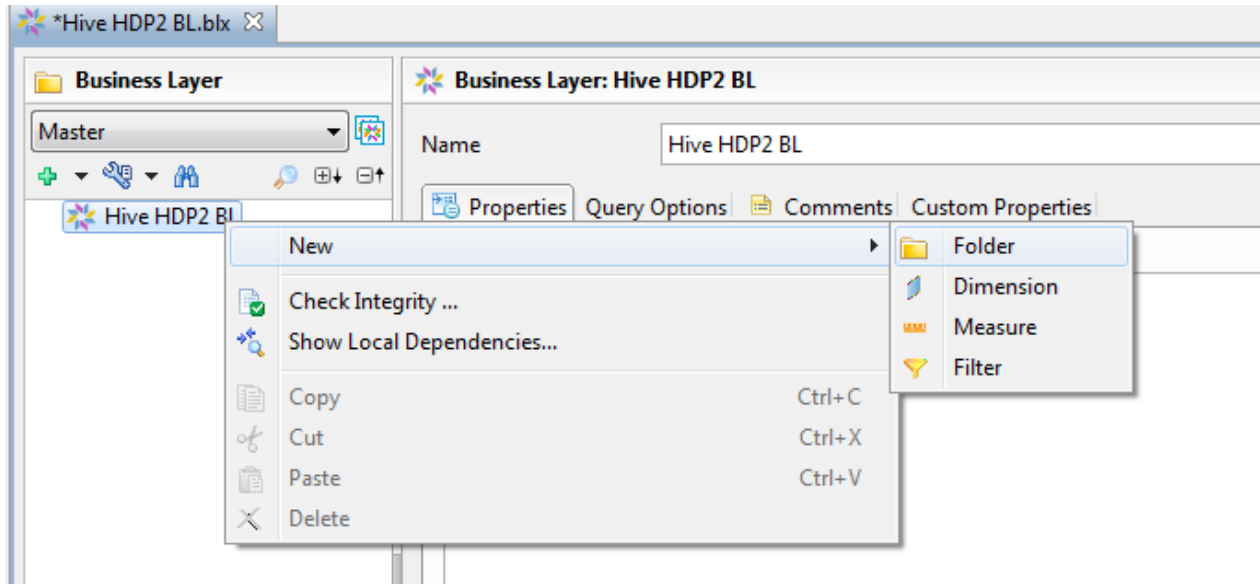 *Hive HDP2 BL.blx
Business Layer
Business Layer: Hive HDP2 BL
Master
Name
Hive HDP2 BL
Properties Query Options Comments Custom Properties
Hive HDP2 BL
New
Folder
Dimension
Measure
Filter
Check Integrity ...
Show Local Dependencies...
Copy Ctrl+C
Cut Ctrl+X
Paste Ctrl+V
Delete